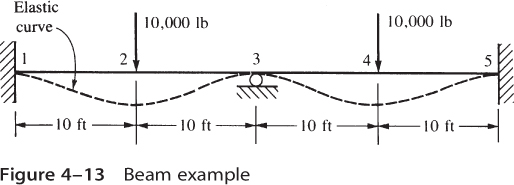 Elastic
curve
10,000 lb
10,000 lb
1
2
3
4
5
10 ft
10 ft
10 ft
10 ft
Figure 4–13 Beam example